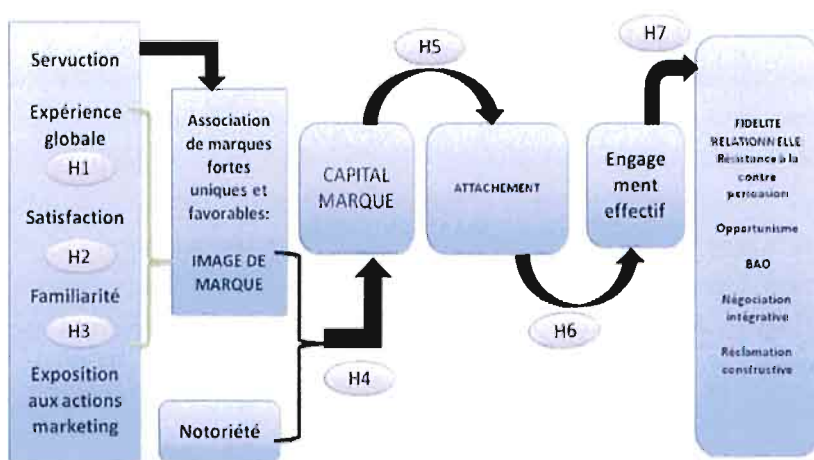 Servuction
Expérience
globale
H1
Satisfaction
H2
Familiarité
H3
Exposition
aux actions
marketing
Association
de marques
fortes
uniques et
favorables:
IMAGE DE
MARQUE
Notoriété
H4
CAPITAL
MARQUE
H5
ATTACHEMENT
H6
Engage
ment
effectif
H7
FIDELITE
RELATIONNELLE
Résistance à la
contre
persuasion
Opportunisme
BAO
Négociation
intégrative
Réclamation
constructive